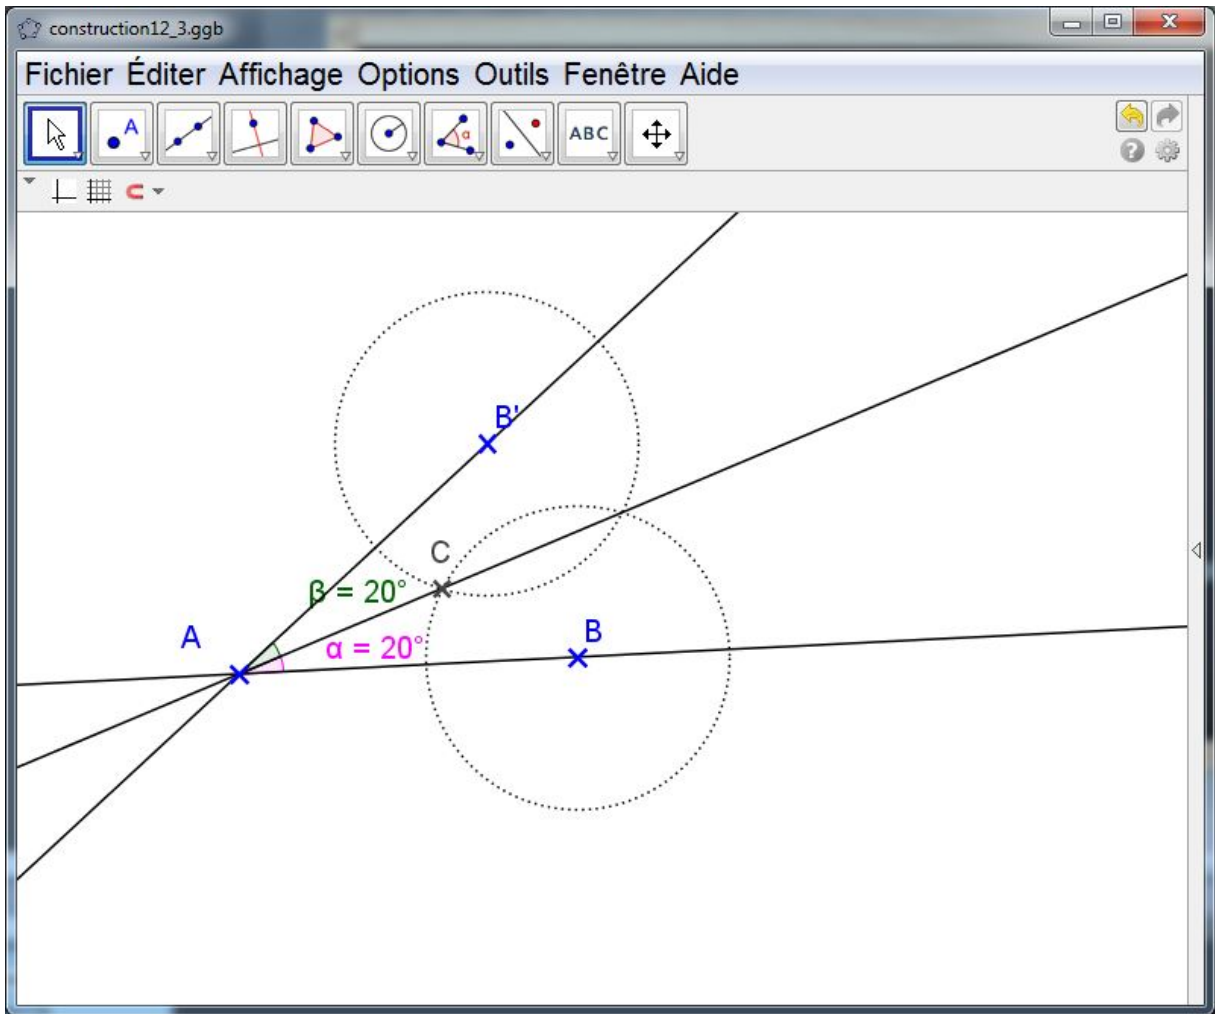 construction12_3.ggb
Fichier Éditer Affichage Options Outils Fenêtre Aide
A α ABC
B'
C
β = 20°
A
α = 20°
B